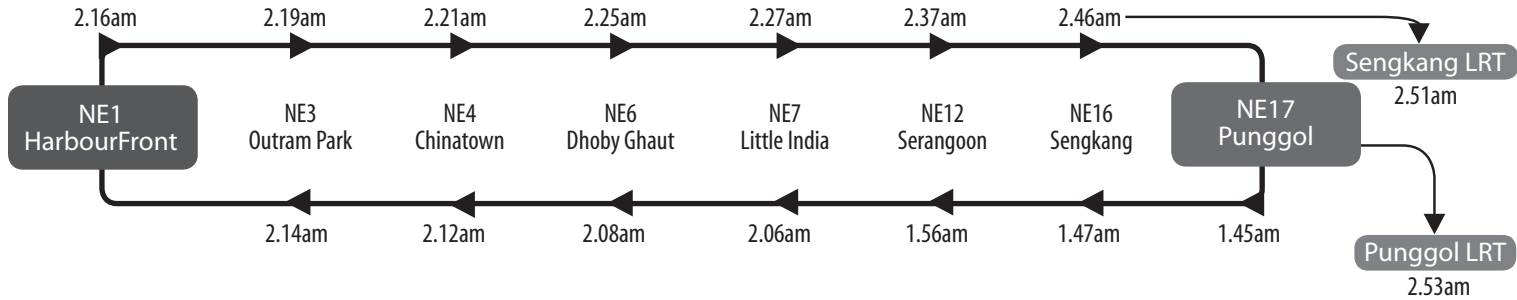 2.16am
2.19am
2.21am
2.25am
2.27am
2.37am
2.46am
Sengkang LRT
2.51am
NE1
HarbourFront
NE3
Outram Park
NE4
Chinatown
NE6
Dhoby Ghaut
NE7
Little India
NE12
Serangoon
NE16
Sengkang
NE17
Punggol
2.14am
2.12am
2.08am
2.06am
1.56am
1.47am
1.45am
Punggol LRT
2.53am